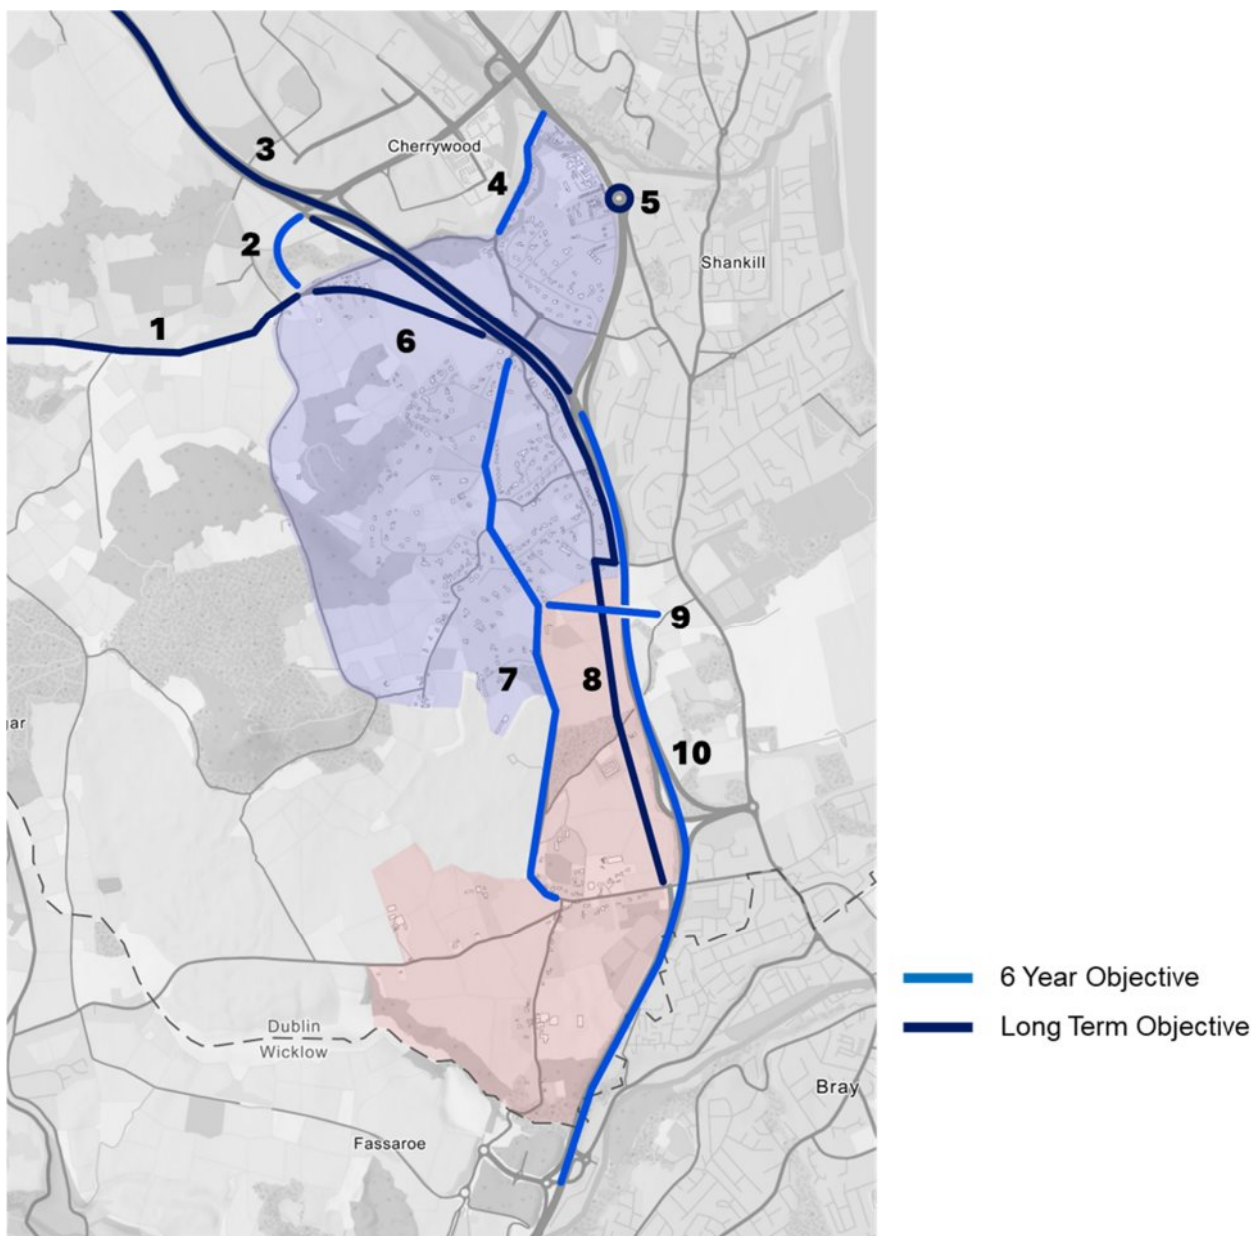 3
Cherrywood
4
5
2
Shankill
1
6
9
7
8
gar
10
6 Year Objective
Dublin
Long Term Objective
Wicklow
Bray
Fassaroe